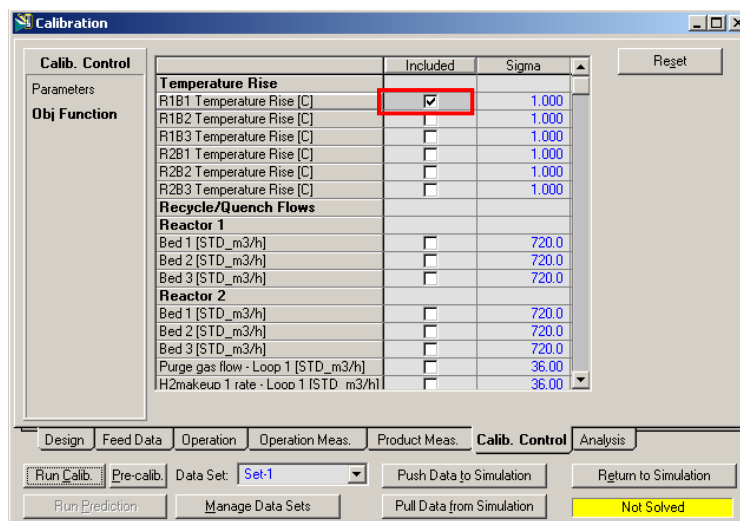 Calibration
Calib. Control
Parameters
Obj Function
Included Sigma
Reset
Temperature Rise
R1B1 Temperature Rise [C] 1.000
R1B2 Temperature Rise [C] 1.000
R1B3 Temperature Rise [C] 1.000
R2B1 Temperature Rise [C] 1.000
R2B2 Temperature Rise [C] 1.000
R2B3 Temperature Rise [C] 1.000
Recycle/Quench Flows
Reactor 1
Bed 1 [STD_m3/h] 720.0
Bed 2 [STD_m3/h] 720.0
Bed 3 [STD_m3/h] 720.0
Reactor 2
Bed 1 [STD_m3/h] 720.0
Bed 2 [STD_m3/h] 720.0
Bed 3 [STD_m3/h] 720.0
Purge gas flow - Loop 1 [STD_m3/h] 36.00
H2makeup 1 rate - Loop 1 [STD_m3/h] 36.00
Design Feed Data Operation Operation Meas. Product Meas. Calib. Control Analysis
Run Calib. Pre-calib. Data Set: Set-1 Push Data to Simulation Return to Simulation
Run Prediction Manage Data Sets Pull Data from Simulation Not Solved